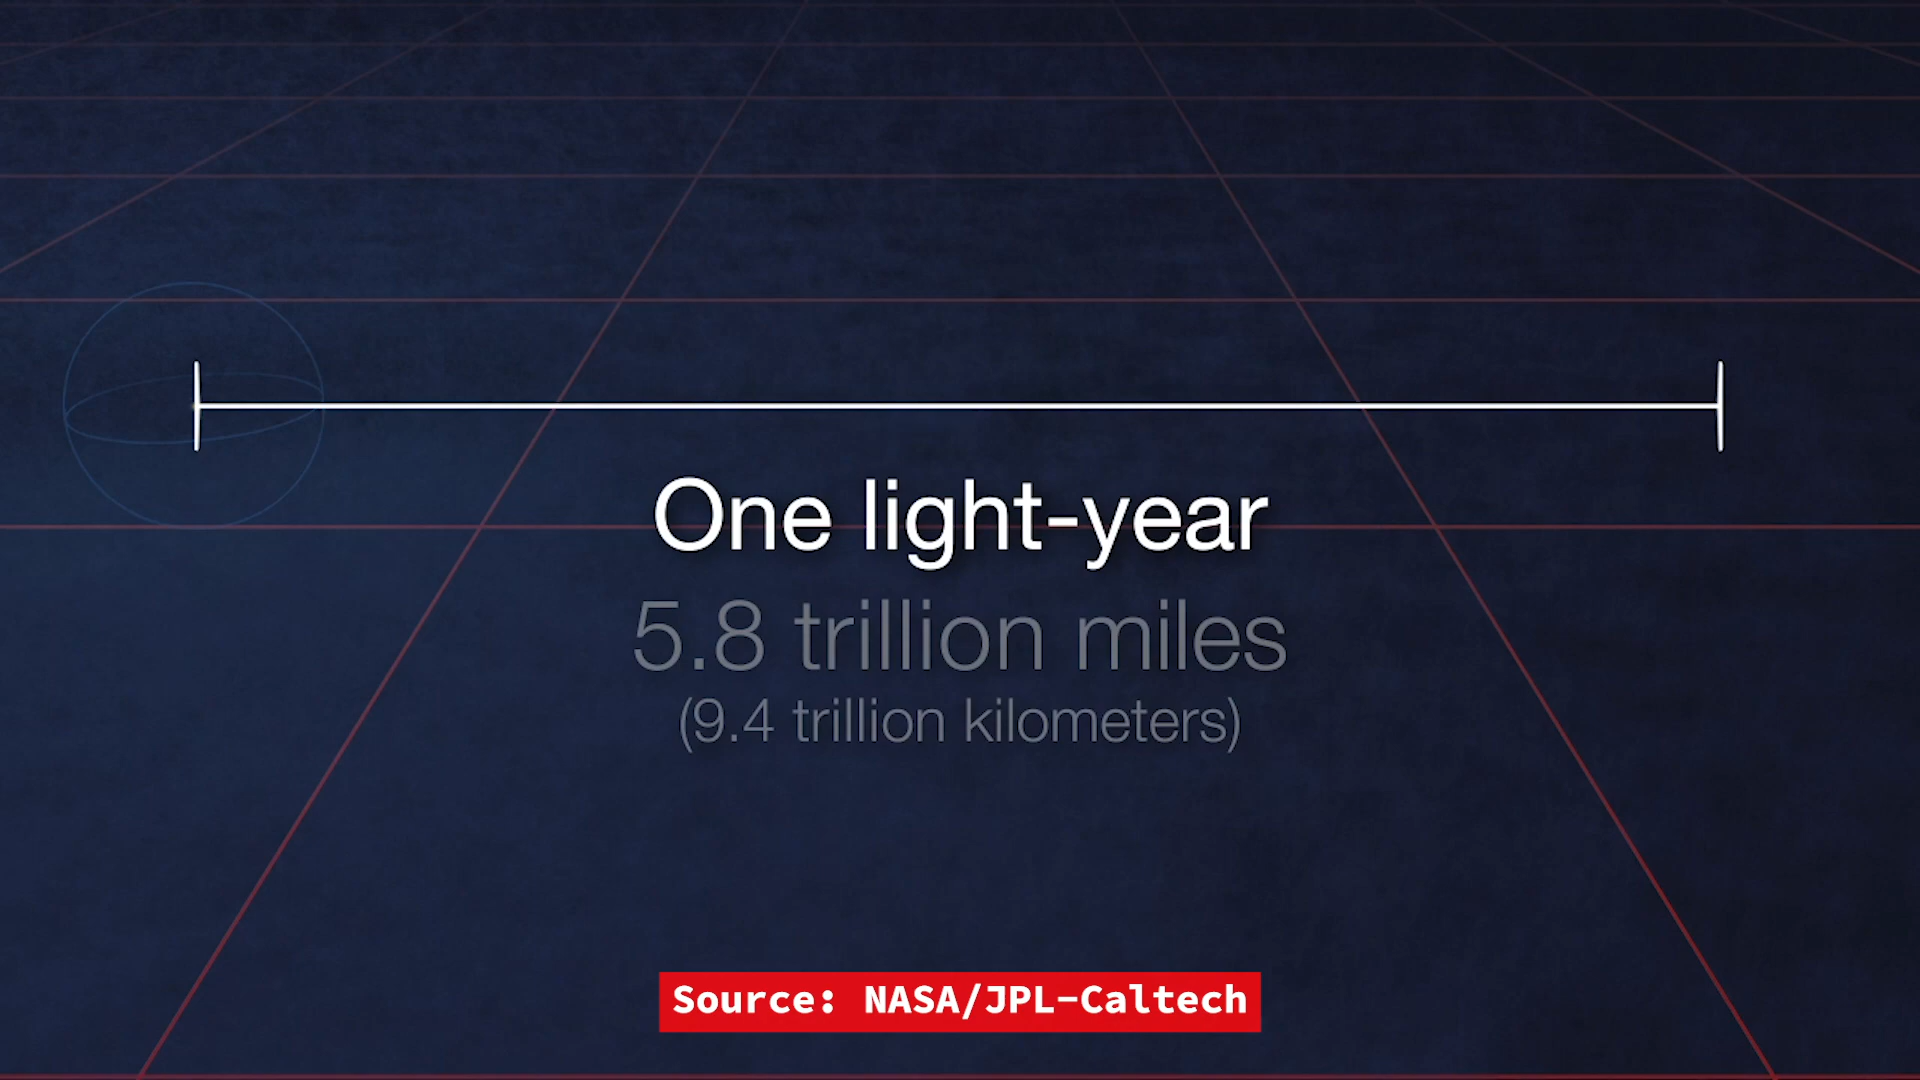 One light-year
5.8 trillion miles
(9.4 trillion kilometers)
Source: NASA/JPL-Caltech